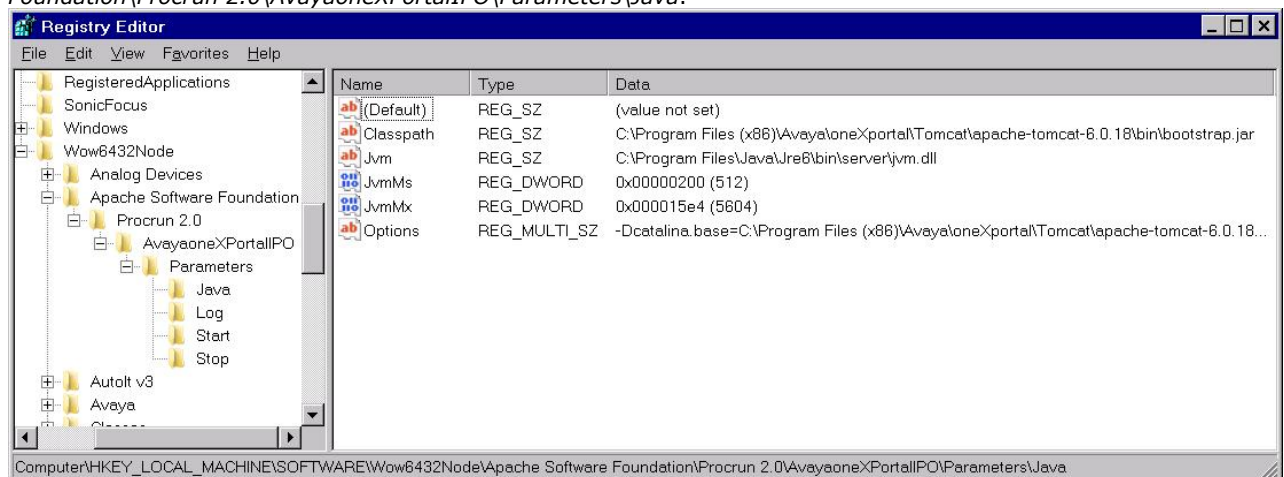 Foundation\Procrun 2.0\AvayaoneXPortalIPO\Parameters\Java.
Registry Editor
File Edit View Favorites Help
RegisteredApplications
SonicFocus
Windows
Wow6432Node
Analog Devices
Apache Software Foundation
Procrun 2.0
AvayaoneXPortalIPO
Parameters
Java
Log
Start
Stop
AutoIt v3
Avaya
Classes
Name Type Data
(Default) REG_SZ (value not set)
Classpath REG_SZ C:\Program Files (x86)\Avaya\oneXportal\Tomcat\apache-tomcat-6.0.18\bin\bootstrap.jar
Jvm REG_SZ C:\Program Files\Java\Jre6\bin\server\jvm.dll
JvmMs REG_DWORD 0x00000200 (512)
JvmMx REG_DWORD 0x000015e4 (5604)
Options REG_MULTI_SZ -Dcatalina.base=C:\Program Files (x86)\Avaya\oneXportal\Tomcat\apache-tomcat-6.0.18...
Computer\HKEY_LOCAL_MACHINE\SOFTWARE\Wow6432Node\Apache Software Foundation\Procrun 2.0\AvayaoneXPortalIPO\Parameters\Java